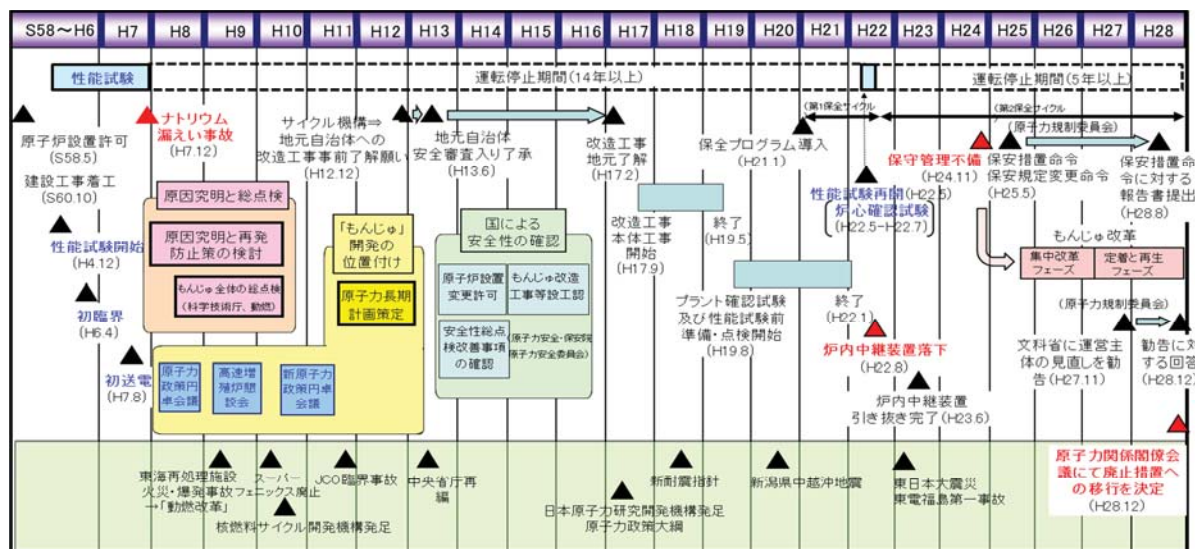 S58～H6 H7 H8 H9 H10 H11 H12 H13 H14 H15 H16 H17 H18 H19 H20 H21 H22 H23 H24 H25 H26 H27 H28
性能試験
運転停止期間(14年以上)
運転停止期間(5年以上)
(第1保全サイクル
(第2保全サイクル
原子炉設置許可
(S58.5)
建設工事着工
(S60.10)
性能試験開始
(H4.12)
初臨界
(H6.4)
初送電
(H7.8)
ナトリウム
漏えい事故
(H7.12)
原因究明と総点検
原因究明と再発
防止策の検討
もんじゅ全体の総点検
(科学技術庁、動燃)
原子力
政策円
卓会議
高速増
殖炉懇
談会
新原子力
政策円卓
会議
サイクル機構⇒
地元自治体への
改造工事事前了解願い
(H12.12)
「もんじゅ」
開発の
位置付け
原子力長期
計画策定
地元自治体
安全審査入り了承
(H13.6)
国による
安全性の確認
原子炉設置
変更許可
もんじゅ改造
工事等設工認
安全性総点
検改善事項
の確認
(原子力安全・保安院
原子力安全委員会)
改造工事
地元了解
(H17.2)
改造工事
本体工事
開始
(H17.9)
終了
(H19.5)
プラント確認試験
及び性能試験前
準備・点検開始
(H19.8)
終了
(H22.1)
保全プログラム導入
(H21.1)
性能試験再開(H22.5)
炉心確認試験
(H22.5-H22.7)
炉内中継装置落下
(H22.8)
炉内中継装置
引き抜き完了(H23.6)
保守管理不備
(H24.11)
(原子力規制委員会)
保安措置命令
保安規定変更命令
(H25.5)
保安措置命
令に対する
報告書提出
(H28.8)
もんじゅ改革
集中改革
フェーズ
定着と再生
フェーズ
(原子力規制委員会)
文科省に運営主
体の見直しを勧
告(H27.11)
勧告に対
する回答
(H28.12)
原子力関係閣僚会
議にて廃止措置へ
の移行を決定
(H28.12)
東海再処理施設
火災・爆発事故
→「動燃改革」
スーパー
フェニックス廃止
核燃料サイクル開発機構発足
JCO臨界事故
中央省庁再
編
日本原子力研究開発機構発足
原子力政策大綱
新耐震指針
新潟県中越沖地震
東日本大震災
東電福島第一事故